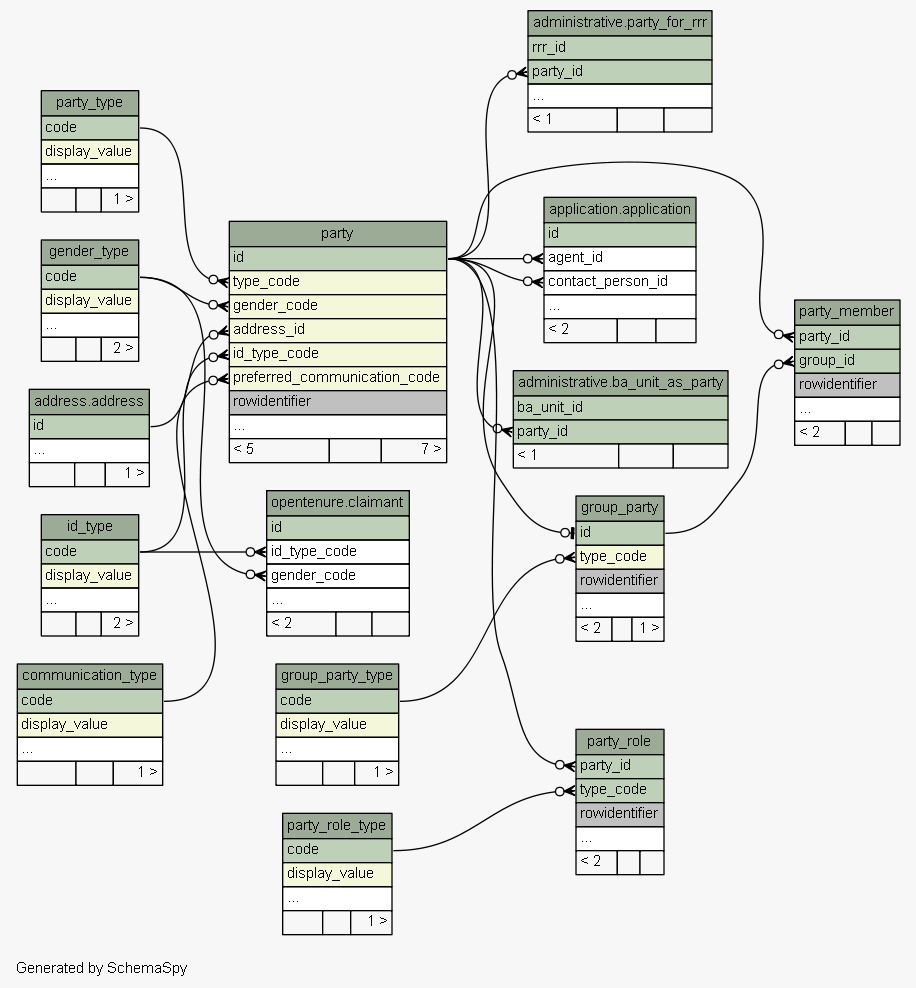 administrative.party_for_rrr
rrr_id
party_id
...
< 1
party_type
code
display_value
...
1 >
gender_type
code
display_value
...
2 >
address.address
id
...
1 >
id_type
code
display_value
...
2 >
communication_type
code
display_value
...
1 >
party
id
type_code
gender_code
address_id
id_type_code
preferred_communication_code
rowidentifier
...
< 5 7 >
opentenure.claimant
id
id_type_code
gender_code
...
< 2
group_party_type
code
display_value
...
1 >
party_role_type
code
display_value
...
1 >
application.application
id
agent_id
contact_person_id
...
< 2
administrative.ba_unit_as_party
ba_unit_id
party_id
< 1
group_party
id
type_code
rowidentifier
...
< 2 1 >
party_role
party_id
type_code
rowidentifier
...
< 2
party_member
party_id
group_id
rowidentifier
...
< 2
Generated by SchemaSpy